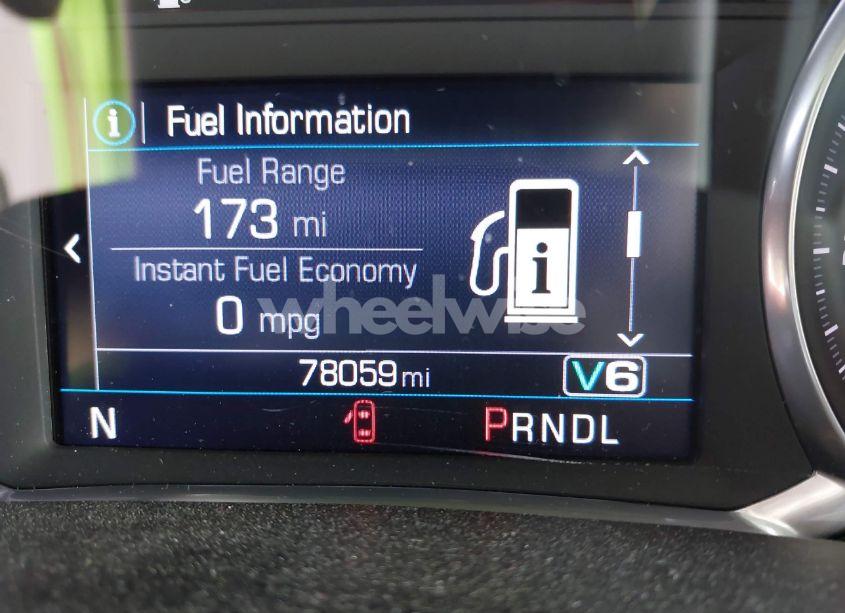 i Fuel Information
Fuel Range
173 mi
Instant Fuel Economy
0 mpg
i
wheelwise
78059 mi V6
N PRNDL